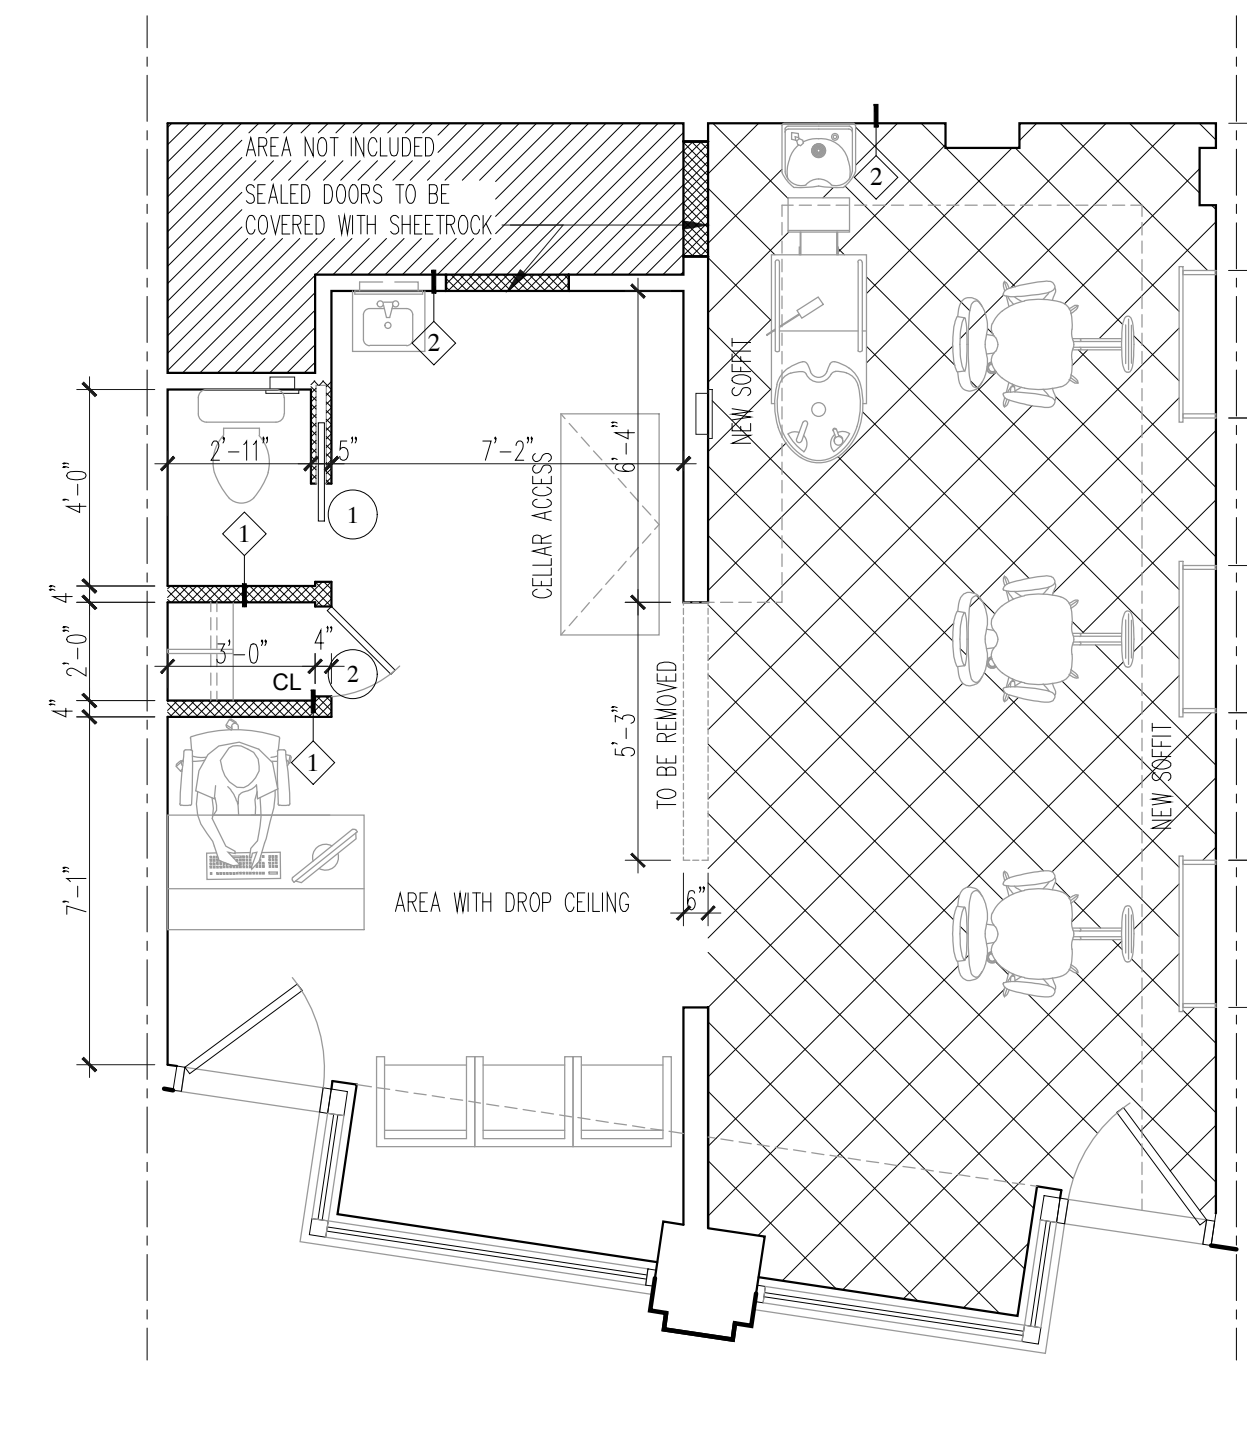 AREA NOT INCLUDED
SEALED DOORS TO BE
COVERED WITH SHEETROCK
2
2
NEW SOFFIT
2'-11"
5"
7'-2"
6'-4"
4'-0"
CELLAR ACCESS
1
1
4"
2'-0"
4"
3'-0"
4"
CL
2
1
TO BE REMOVED
5'-3"
NEW SOFFIT
7'-1"
AREA WITH DROP CEILING
6"